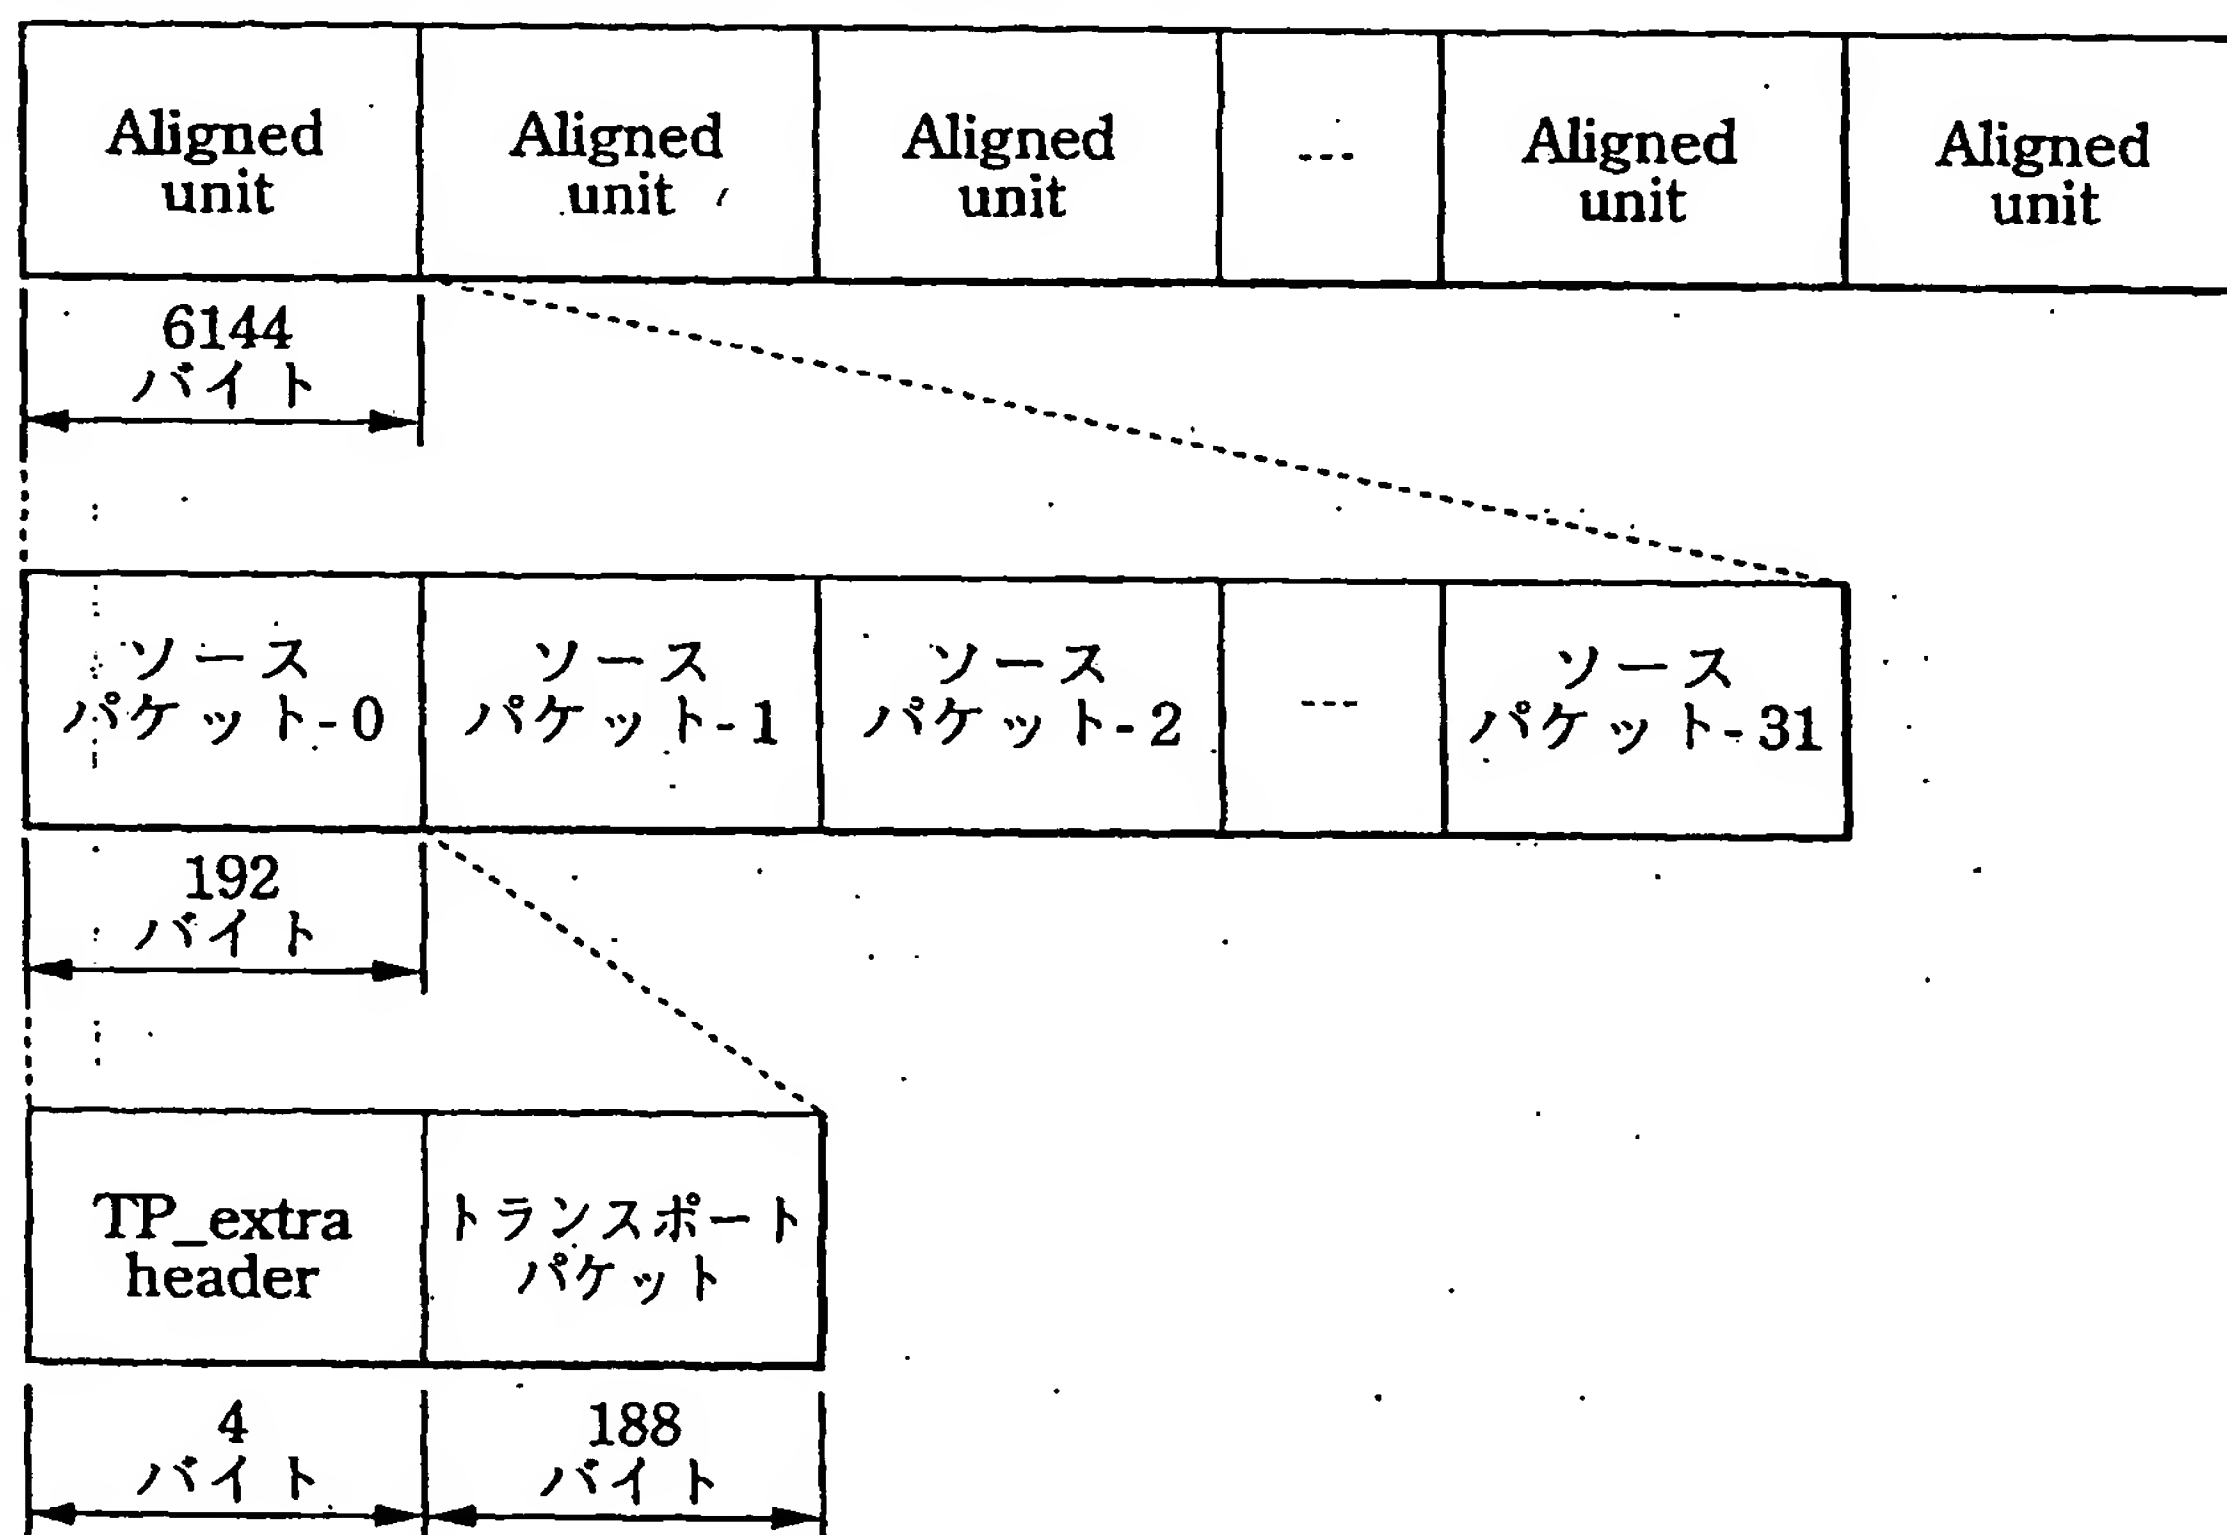 Aligned
unit
Aligned
unit
Aligned
unit
---
Aligned
unit
Aligned
unit
6144
バイト
ソース
パケット-0
ソース
パケット-1
ソース
パケット-2
---
ソース
パケット-31
192
バイト
TP_extra
header
トランスポート
パケット
4
バイト
188
バイト